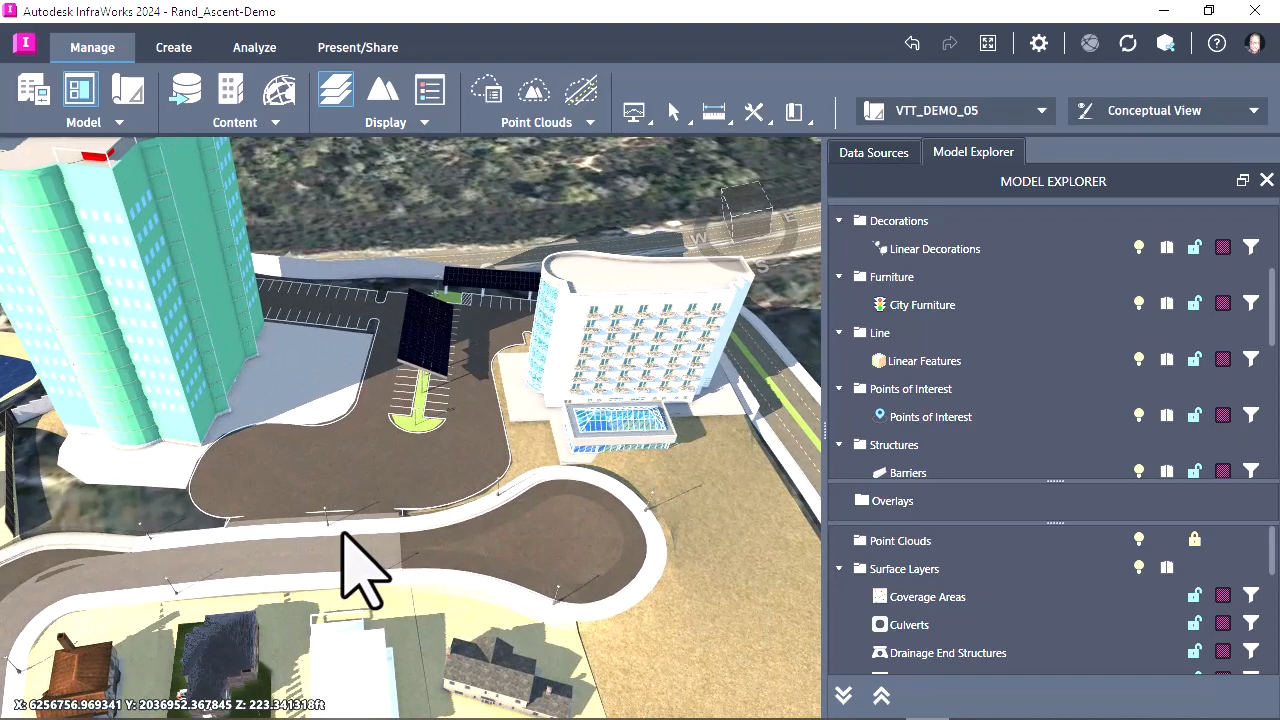 Autodesk InfraWorks 2024 - Rand_Ascent-Demo
Manage
Create
Analyze
Present/Share
Model
Content
Display
Point Clouds
VTT_DEMO_05
Conceptual View
Data Sources
Model Explorer
MODEL EXPLORER
Decorations
Linear Decorations
Furniture
City Furniture
Line
Linear Features
Points of Interest
Points of Interest
Structures
Barriers
Overlays
Point Clouds
Surface Layers
Coverage Areas
Culverts
Drainage End Structures
W
E
S
X: 6256756.969341 Y: 2036952.367845 Z: 223.341318ft